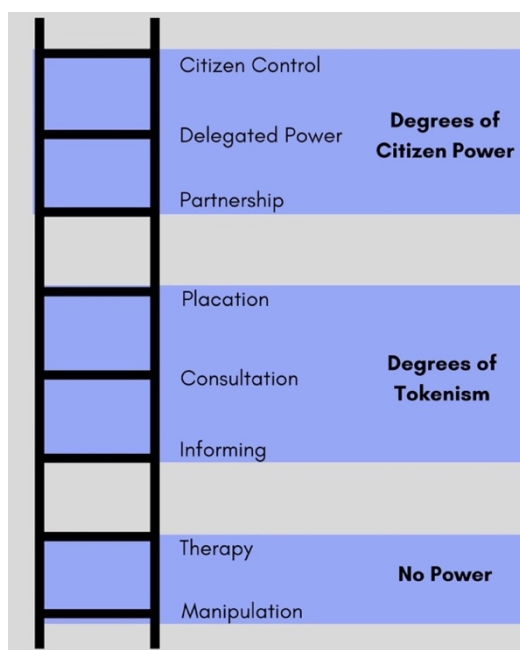 Citizen Control
Delegated Power
Partnership
Degrees of
Citizen Power
Placation
Consultation
Informing
Degrees of
Tokenism
Therapy
Manipulation
No Power